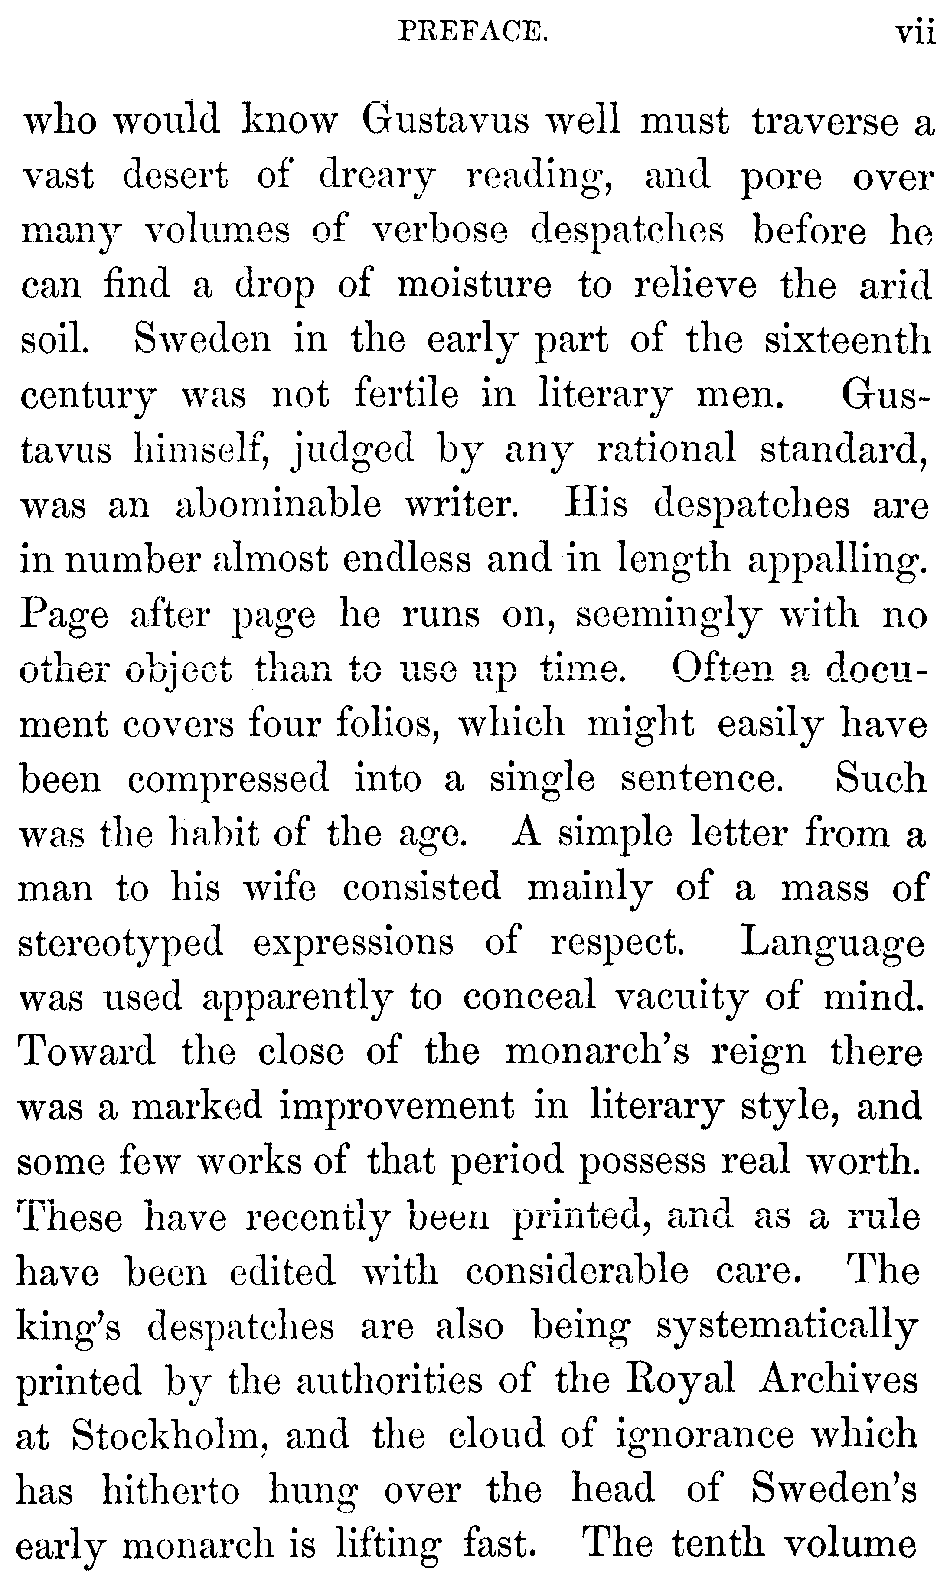 PREFACE. vii
who would know Gustavus well must traverse a
vast desert of dreary reading, and pore over
many volumes of verbose despatches before he
can find a drop of moisture to relieve the arid
soil. Sweden in the early part of the sixteenth
century was not fertile in literary men. Gus-
tavus himself, judged by any rational standard,
was an abominable writer. His despatches are
in number almost endless and in length appalling.
Page after page he runs on, seemingly with no
other object than to use up time. Often a docu-
ment covers four folios, which might easily have
been compressed into a single sentence. Such
was the habit of the age. A simple letter from a
man to his wife consisted mainly of a mass of
stereotyped expressions of respect. Language
was used apparently to conceal vacuity of mind.
Toward the close of the monarch's reign there
was a marked improvement in literary style, and
some few works of that period possess real worth.
These have recently been printed, and as a rule
have been edited with considerable care. The
king's despatches are also being systematically
printed by the authorities of the Royal Archives
at Stockholm, and the cloud of ignorance which
has hitherto hung over the head of Sweden's
early monarch is lifting fast. The tenth volume